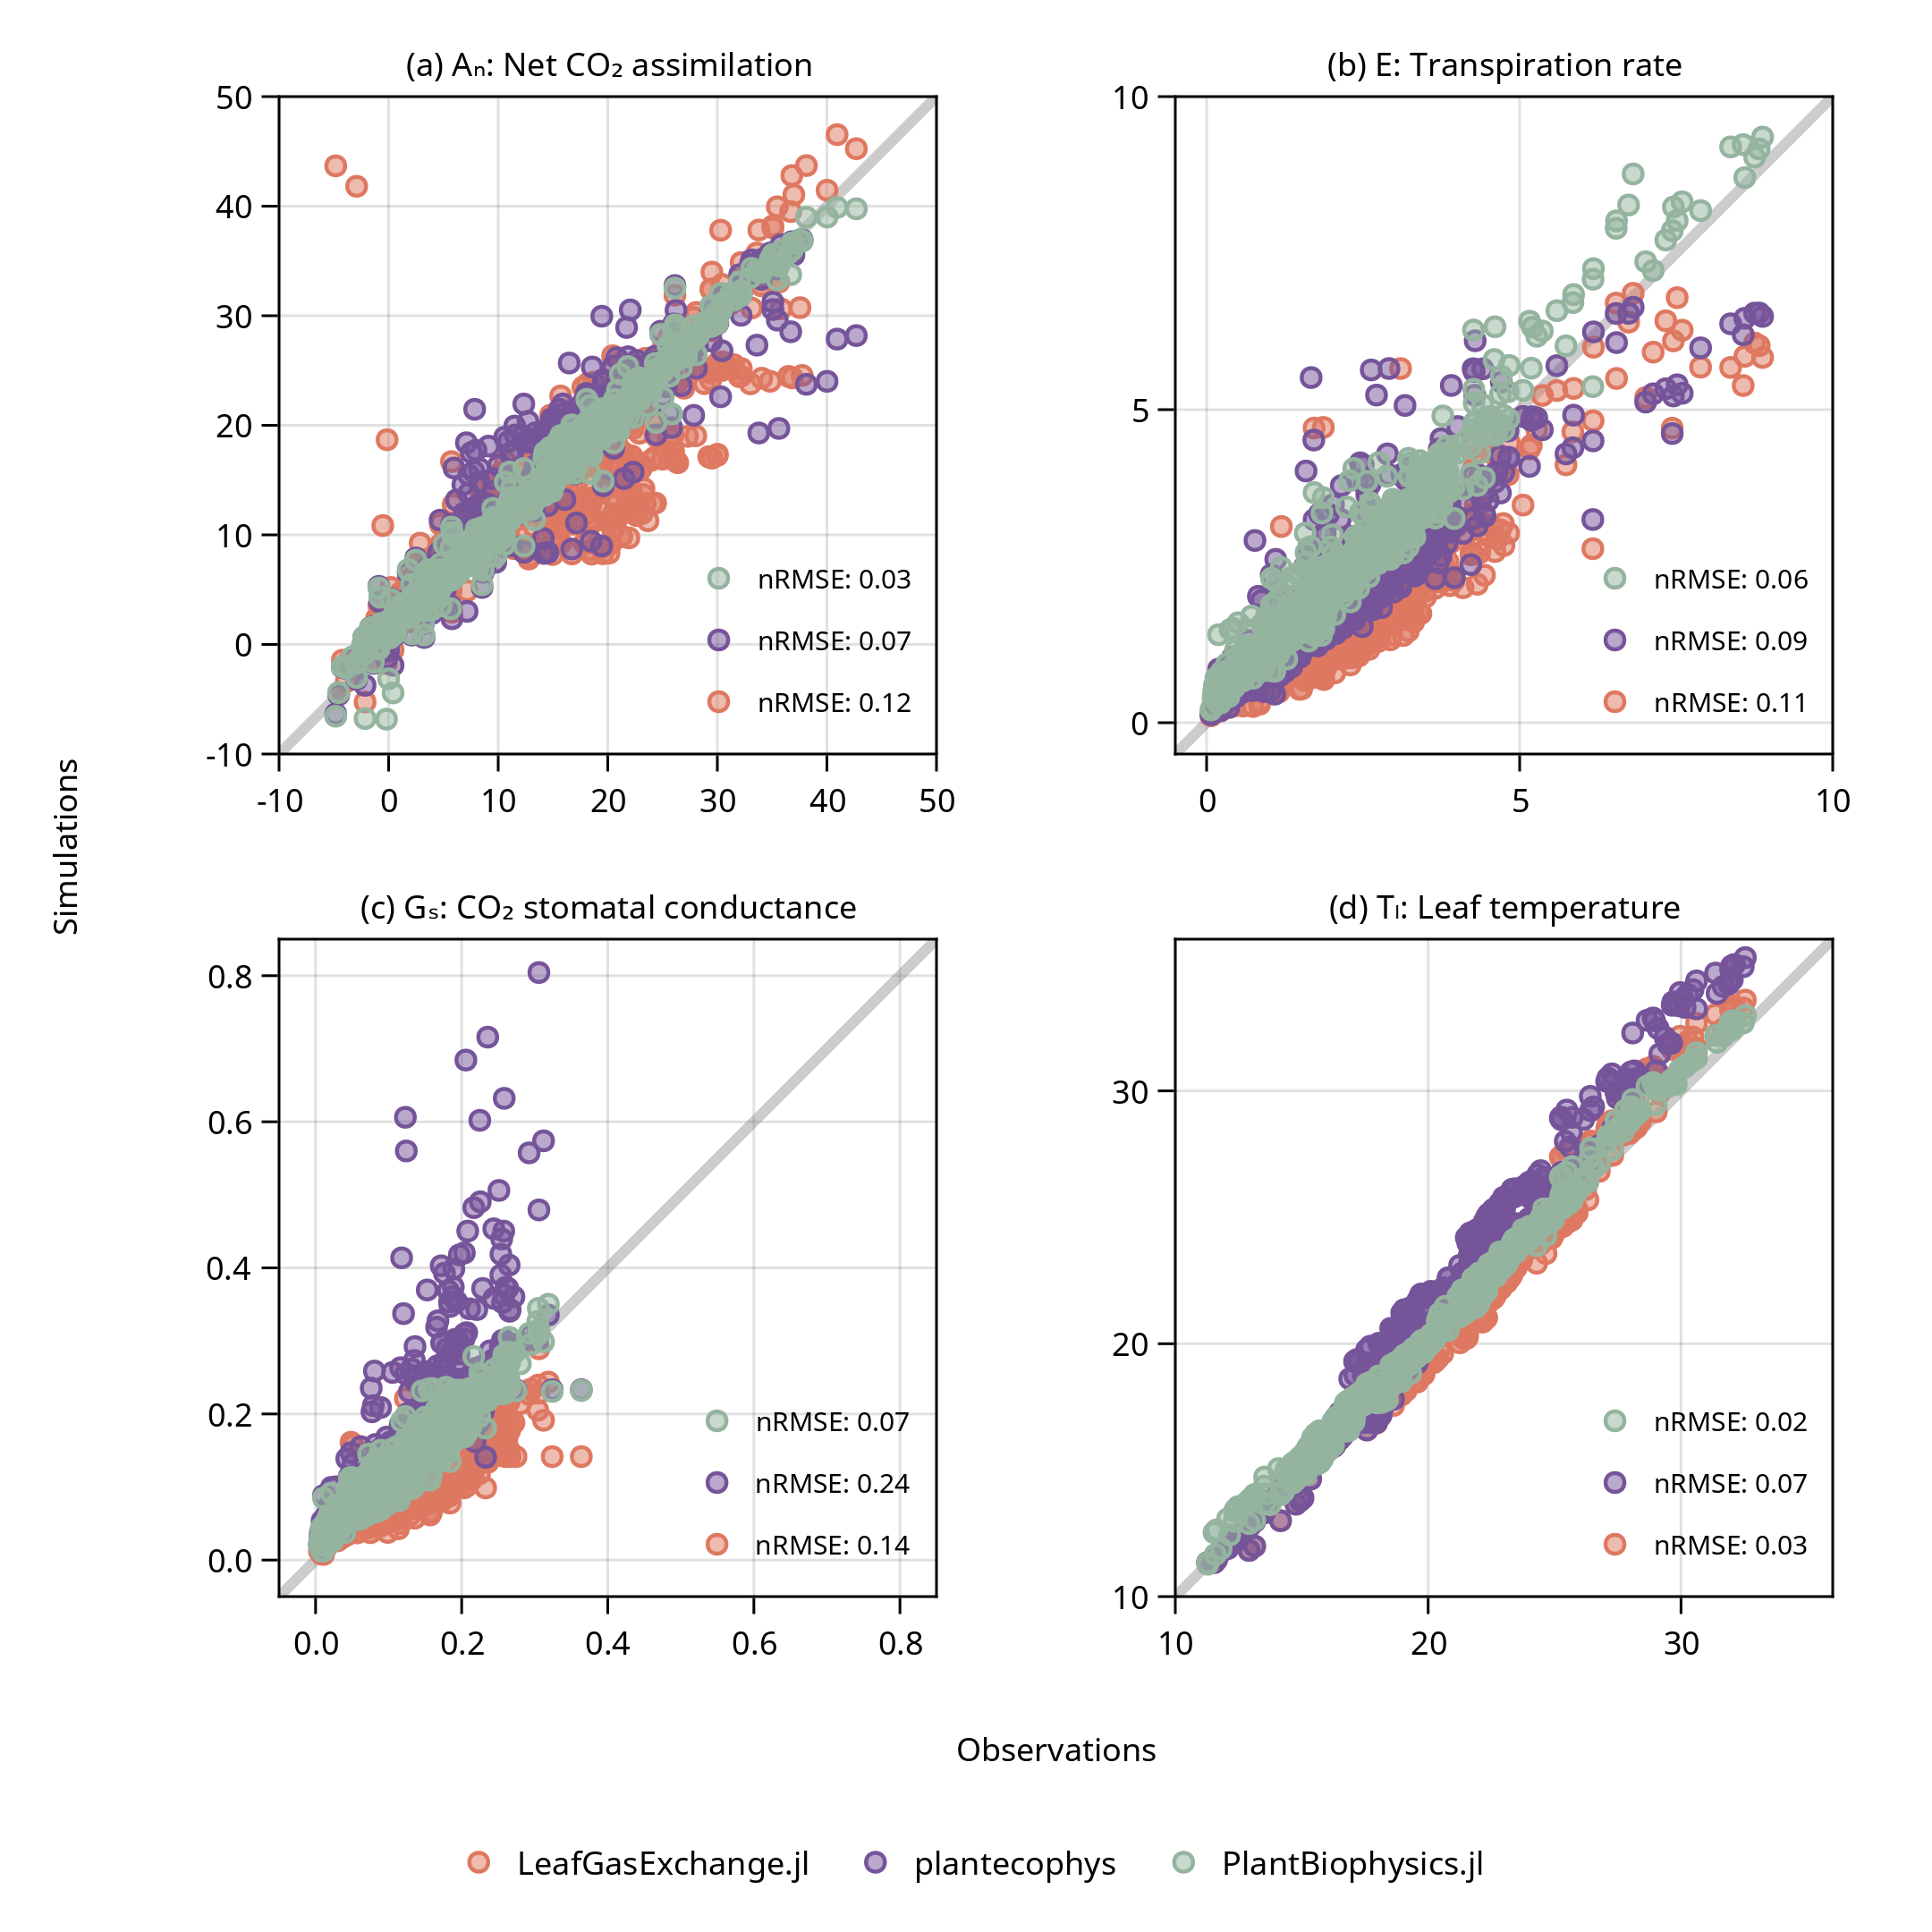 (a) Aₙ: Net CO₂ assimilation
50
40
30
20
10
0
-10
-10 0 10 20 30 40 50
nRMSE: 0.03
nRMSE: 0.07
nRMSE: 0.12
(b) E: Transpiration rate
10
5
0
0 5 10
nRMSE: 0.06
nRMSE: 0.09
nRMSE: 0.11
Simulations
(c) Gₛ: CO₂ stomatal conductance
0.8
0.6
0.4
0.2
0.0
0.0 0.2 0.4 0.6 0.8
nRMSE: 0.07
nRMSE: 0.24
nRMSE: 0.14
(d) Tₗ: Leaf temperature
30
20
10
10 20 30
nRMSE: 0.02
nRMSE: 0.07
nRMSE: 0.03
Observations
LeafGasExchange.jl plantecophys PlantBiophysics.jl